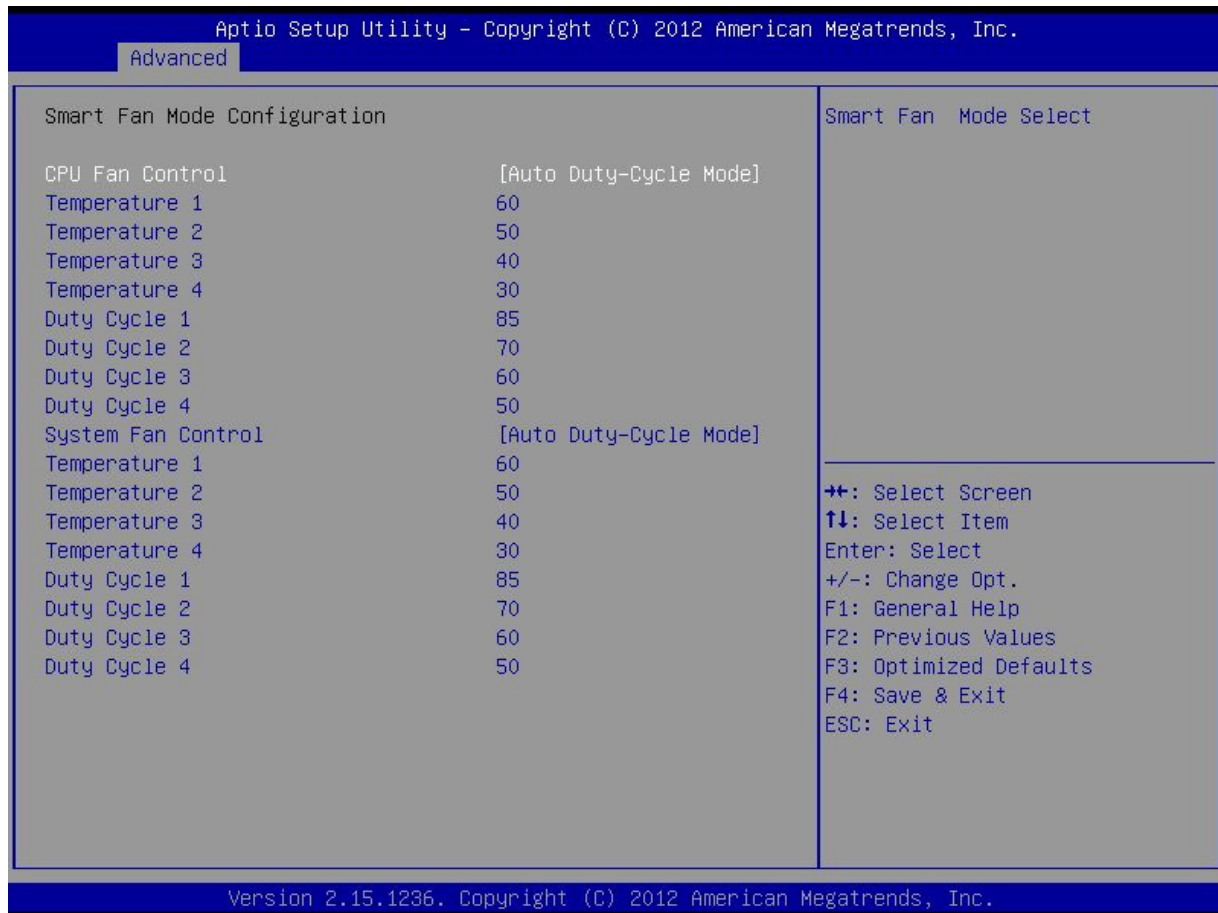 Aptio Setup Utility – Copyright (C) 2012 American Megatrends, Inc.
Advanced
Smart Fan Mode Configuration
CPU Fan Control [Auto Duty-Cycle Mode]
Temperature 1 60
Temperature 2 50
Temperature 3 40
Temperature 4 30
Duty Cycle 1 85
Duty Cycle 2 70
Duty Cycle 3 60
Duty Cycle 4 50
System Fan Control [Auto Duty-Cycle Mode]
Temperature 1 60
Temperature 2 50
Temperature 3 40
Temperature 4 30
Duty Cycle 1 85
Duty Cycle 2 70
Duty Cycle 3 60
Duty Cycle 4 50
Smart Fan  Mode Select
→←: Select Screen
↑↓: Select Item
Enter: Select
+/-: Change Opt.
F1: General Help
F2: Previous Values
F3: Optimized Defaults
F4: Save & Exit
ESC: Exit
Version 2.15.1236. Copyright (C) 2012 American Megatrends, Inc.